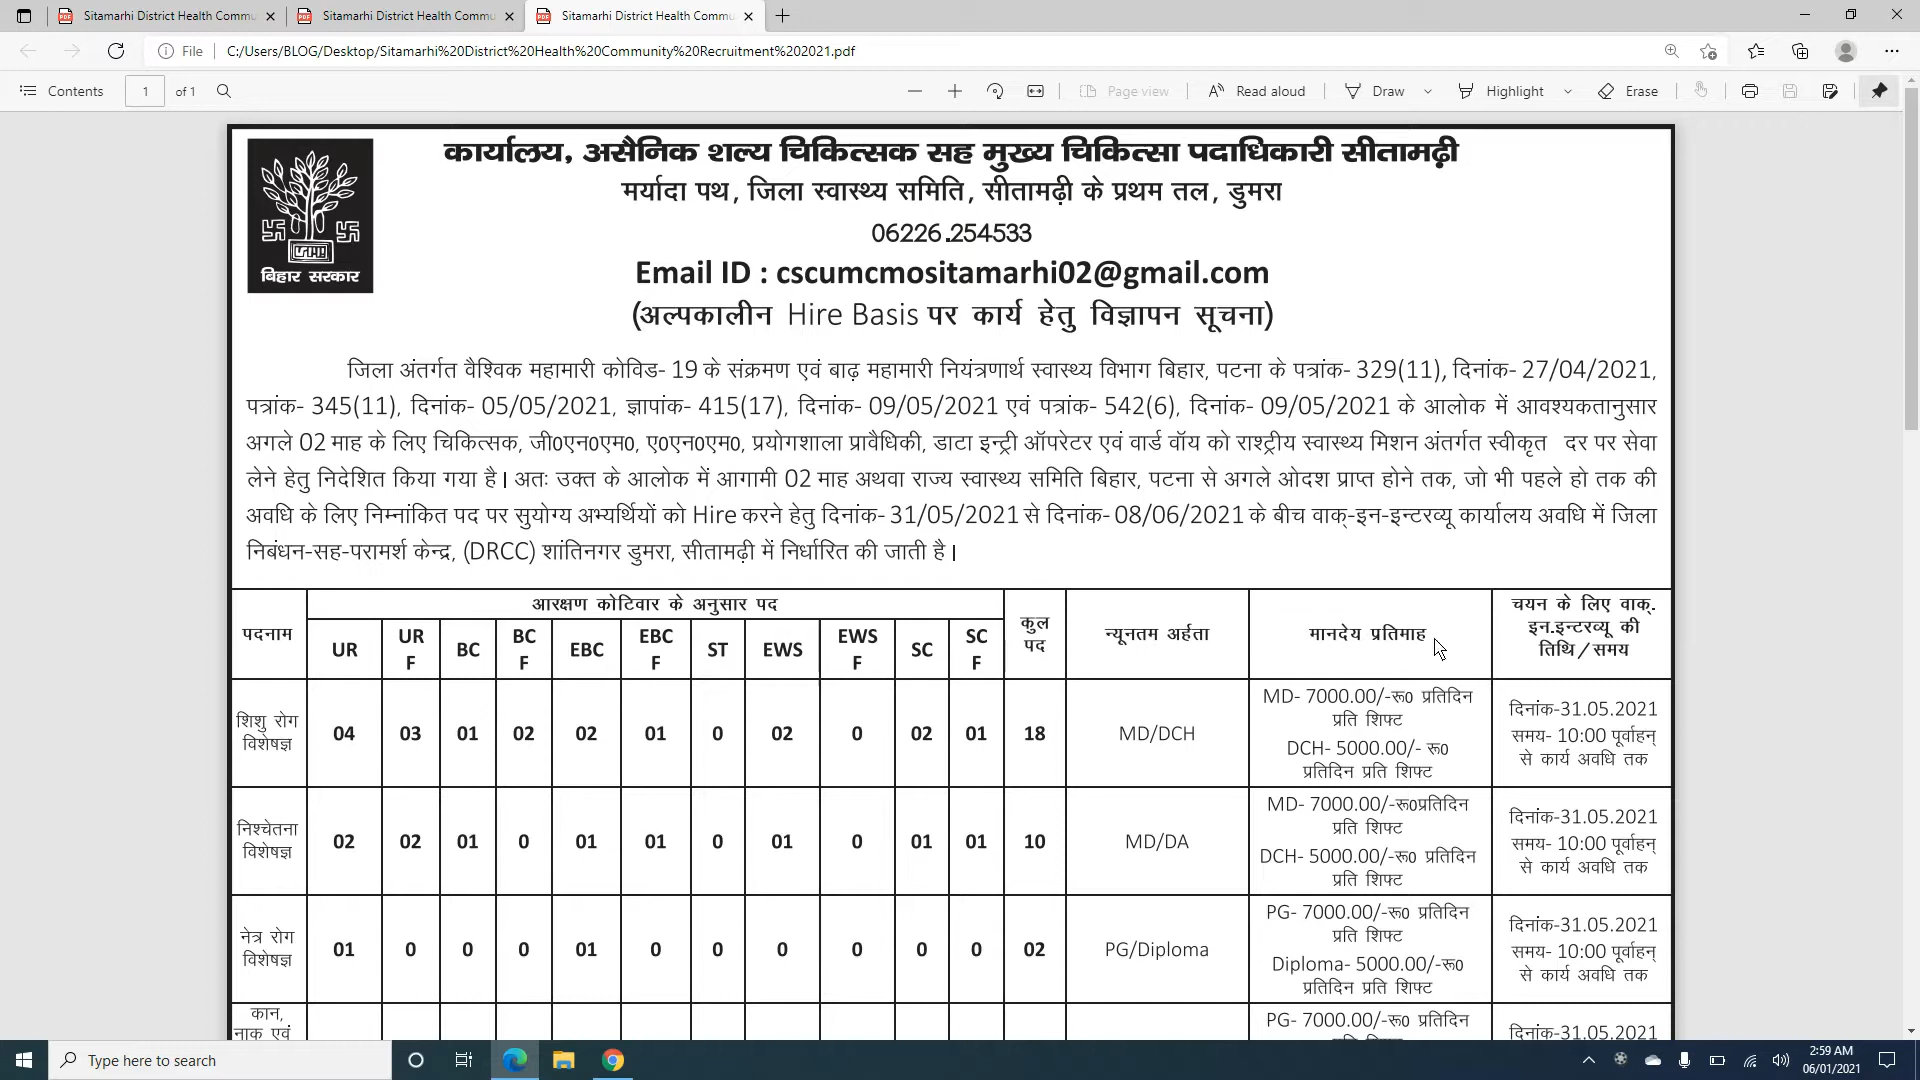 Sitamarhi District Health Commu
Sitamarhi District Health Commu
Sitamarhi District Health Commu
File
C:/Users/BLOG/Desktop/Sitamarhi%20District%20Health%20Community%20Recruitment%202021.pdf
Contents
1
of 1
Page view
Read aloud
Draw
Highlight
Erase
कार्यालय, असैनिक शल्य चिकित्सक सह मुख्य चिकित्सा पदाधिकारी सीतामढ़ी
मर्यादा पथ, जिला स्वास्थ्य समिति, सीतामढ़ी के प्रथम तल, डुमरा
06226.254533
Email ID : cscumcmositamarhi02@gmail.com
(अल्पकालीन Hire Basis पर कार्य हेतु विज्ञापन सूचना)
बिहार सरकार
जिला अंतर्गत वैश्विक महामारी कोविड- 19 के संक्रमण एवं बाढ़ महामारी नियंत्रणार्थ स्वास्थ्य विभाग बिहार, पटना के पत्रांक- 329(11), दिनांक- 27/04/2021,
पत्रांक- 345(11), दिनांक- 05/05/2021, ज्ञापांक- 415(17), दिनांक- 09/05/2021 एवं पत्रांक- 542(6), दिनांक- 09/05/2021 के आलोक में आवश्यकतानुसार
अगले 02 माह के लिए चिकित्सक, जी0एन0एम0, ए0एन0एम0, प्रयोगशाला प्रावैधिकी, डाटा इन्ट्री ऑपरेटर एवं वार्ड वॉय को राश्ट्रीय स्वास्थ्य मिशन अंतर्गत स्वीकृत दर पर सेवा
लेने हेतु निदेशित किया गया है। अतः उक्त के आलोक में आगामी 02 माह अथवा राज्य स्वास्थ्य समिति बिहार, पटना से अगले ओदश प्राप्त होने तक, जो भी पहले हो तक की
अवधि के लिए निम्नांकित पद पर सुयोग्य अभ्यर्थियों को Hire करने हेतु दिनांक- 31/05/2021 से दिनांक- 08/06/2021 के बीच वाक्-इन-इन्टरव्यू कार्यालय अवधि में जिला
निबंधन-सह-परामर्श केन्द्र, (DRCC) शांतिनगर डुमरा, सीतामढ़ी में निर्धारित की जाती है।
पदनाम
आरक्षण कोटिवार के अनुसार पद
कुल
पद
न्यूनतम अर्हता
मानदेय प्रतिमाह
चयन के लिए वाक्.
इन.इन्टरव्यू की
तिथि/समय
UR
UR
F
BC
BC
F
EBC
EBC
F
ST
EWS
EWS
F
SC
SC
F
शिशु रोग
विशेषज्ञ
04 03 01 02 02 01 0 02 0 02 01 18 MD/DCH
MD- 7000.00/-रू0 प्रतिदिन
प्रति शिफ्ट
DCH- 5000.00/- रू0
प्रतिदिन प्रति शिफ्ट
दिनांक-31.05.2021
समय- 10:00 पूर्वाहन्
से कार्य अवधि तक
निश्चेतना
विशेषज्ञ
02 02 01 0 01 01 0 01 0 01 01 10 MD/DA
MD- 7000.00/-रू0प्रतिदिन
प्रति शिफ्ट
DCH- 5000.00/-रू0 प्रतिदिन
प्रति शिफ्ट
दिनांक-31.05.2021
समय- 10:00 पूर्वाहन्
से कार्य अवधि तक
नेत्र रोग
विशेषज्ञ
01 0 0 0 01 0 0 0 0 0 0 02 PG/Diploma
PG- 7000.00/-रू0 प्रतिदिन
प्रति शिफ्ट
Diploma- 5000.00/-रू0
प्रतिदिन प्रति शिफ्ट
दिनांक-31.05.2021
समय- 10:00 पूर्वाहन्
से कार्य अवधि तक
कान,
नाक एवं
PG- 7000.00/-रू0 प्रतिदिन
दिनांक-31.05.2021
Type here to search
2:59 AM
06/01/2021